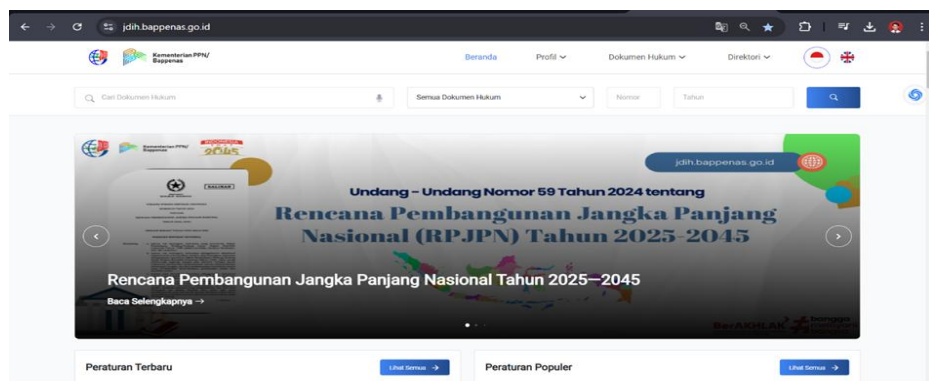 jdih.bappenas.go.id
Kementerian PPN/
Bappenas
Beranda
Profil
Dokumen Hukum
Direktori
Cari Dokumen Hukum
Semua Dokumen Hukum
Nomor
Tahun
Kementerian PPN/
Bappenas
INDONESIA
2045
jdih.bappenas.go.id
SALINAN
Undang - Undang Nomor 59 Tahun 2024 tentang
Rencana Pembangunan Jangka Panjang
Nasional (RPJPN) Tahun 2025-2045
Rencana Pembangunan Jangka Panjang Nasional Tahun 2025—2045
Baca Selengkapnya →
BerAKHLAK
bangga
Peraturan Terbaru
Lihat Semua →
Peraturan Populer
Lihat Semua →